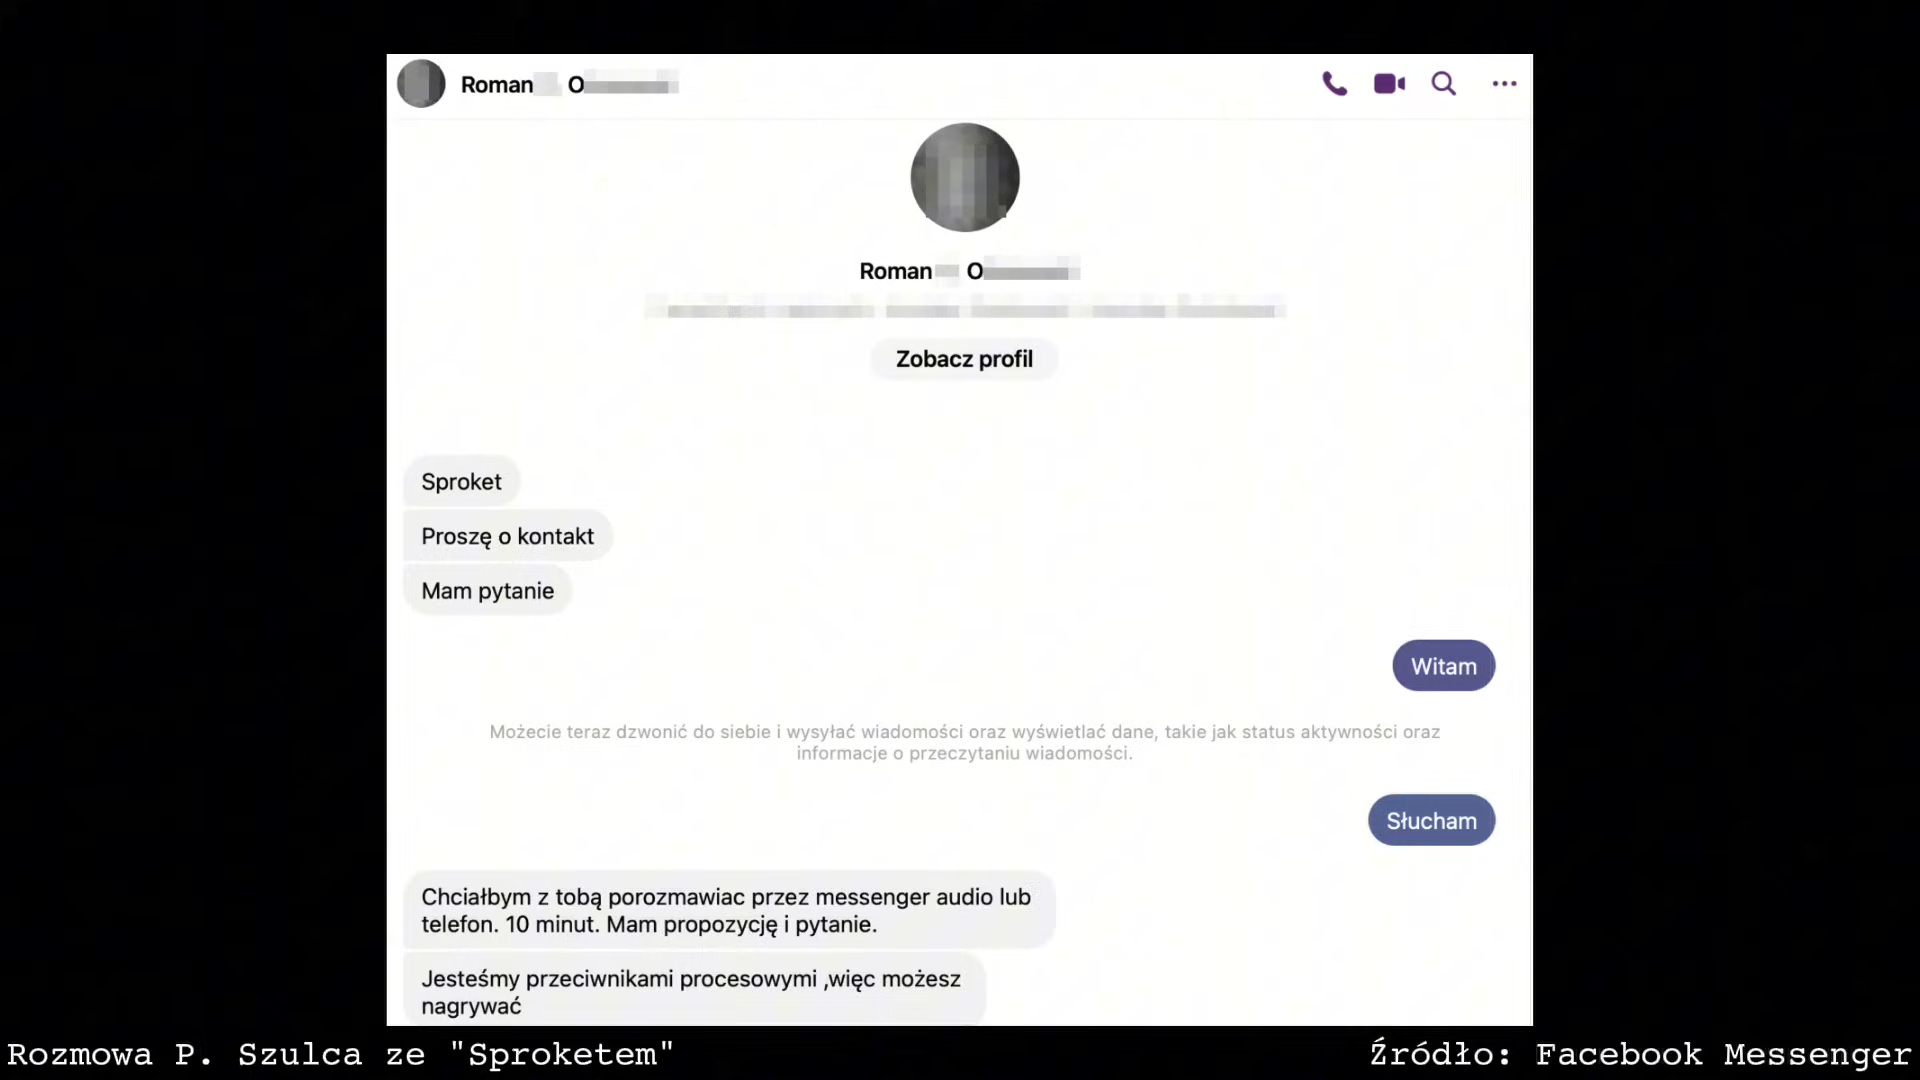 Roman O
Roman O
Zobacz profil
Sproket
Proszę o kontakt
Mam pytanie
Witam
Możecie teraz dzwonić do siebie i wysyłać wiadomości oraz wyświetlać dane, takie jak status aktywności oraz
informacje o przeczytaniu wiadomości.
Słucham
Chciałbym z tobą porozmawiac przez messenger audio lub
telefon. 10 minut. Mam propozycję i pytanie.
Jesteśmy przeciwnikami procesowymi ,więc możesz
nagrywać
Rozmowa P. Szulca ze "Sproketem"
Źródło: Facebook Messenger